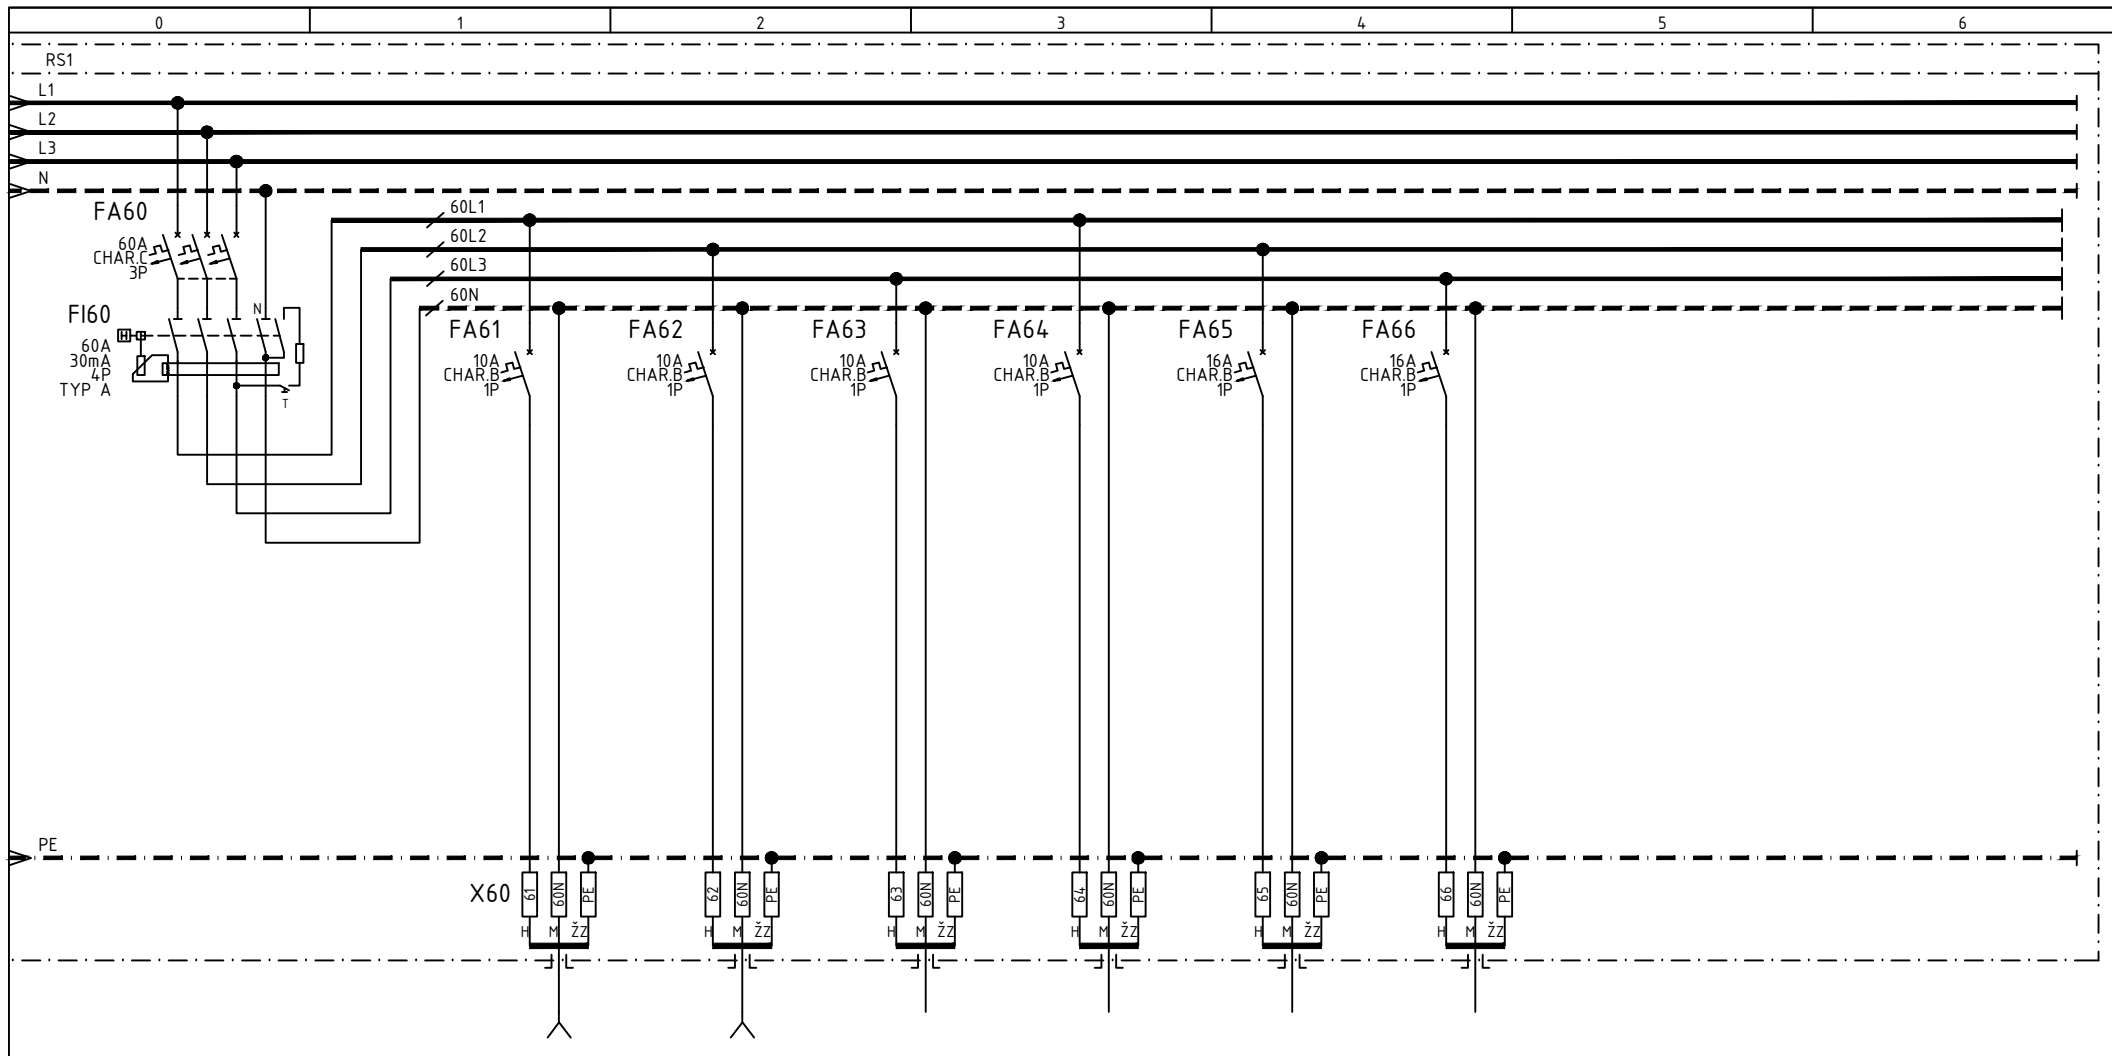 0 1 2 3 4 5 6
RS1
L1
L2
L3
N
FA60
60A
CHAR.C
3P
60L1
60L2
60L3
60N
FI60
60A
30mA
4P
TYP A
N
H
T
FA61
10A
CHAR.B
1P
FA62
10A
CHAR.B
1P
FA63
10A
CHAR.B
1P
FA64
10A
CHAR.B
1P
FA65
16A
CHAR.B
1P
FA66
16A
CHAR.B
1P
PE
X60
61 60N PE
62 60N PE
63 60N PE
64 60N PE
65 60N PE
66 60N PE
H M ŽZ
H M ŽZ
H M ŽZ
H M ŽZ
H M ŽZ
H M ŽZ